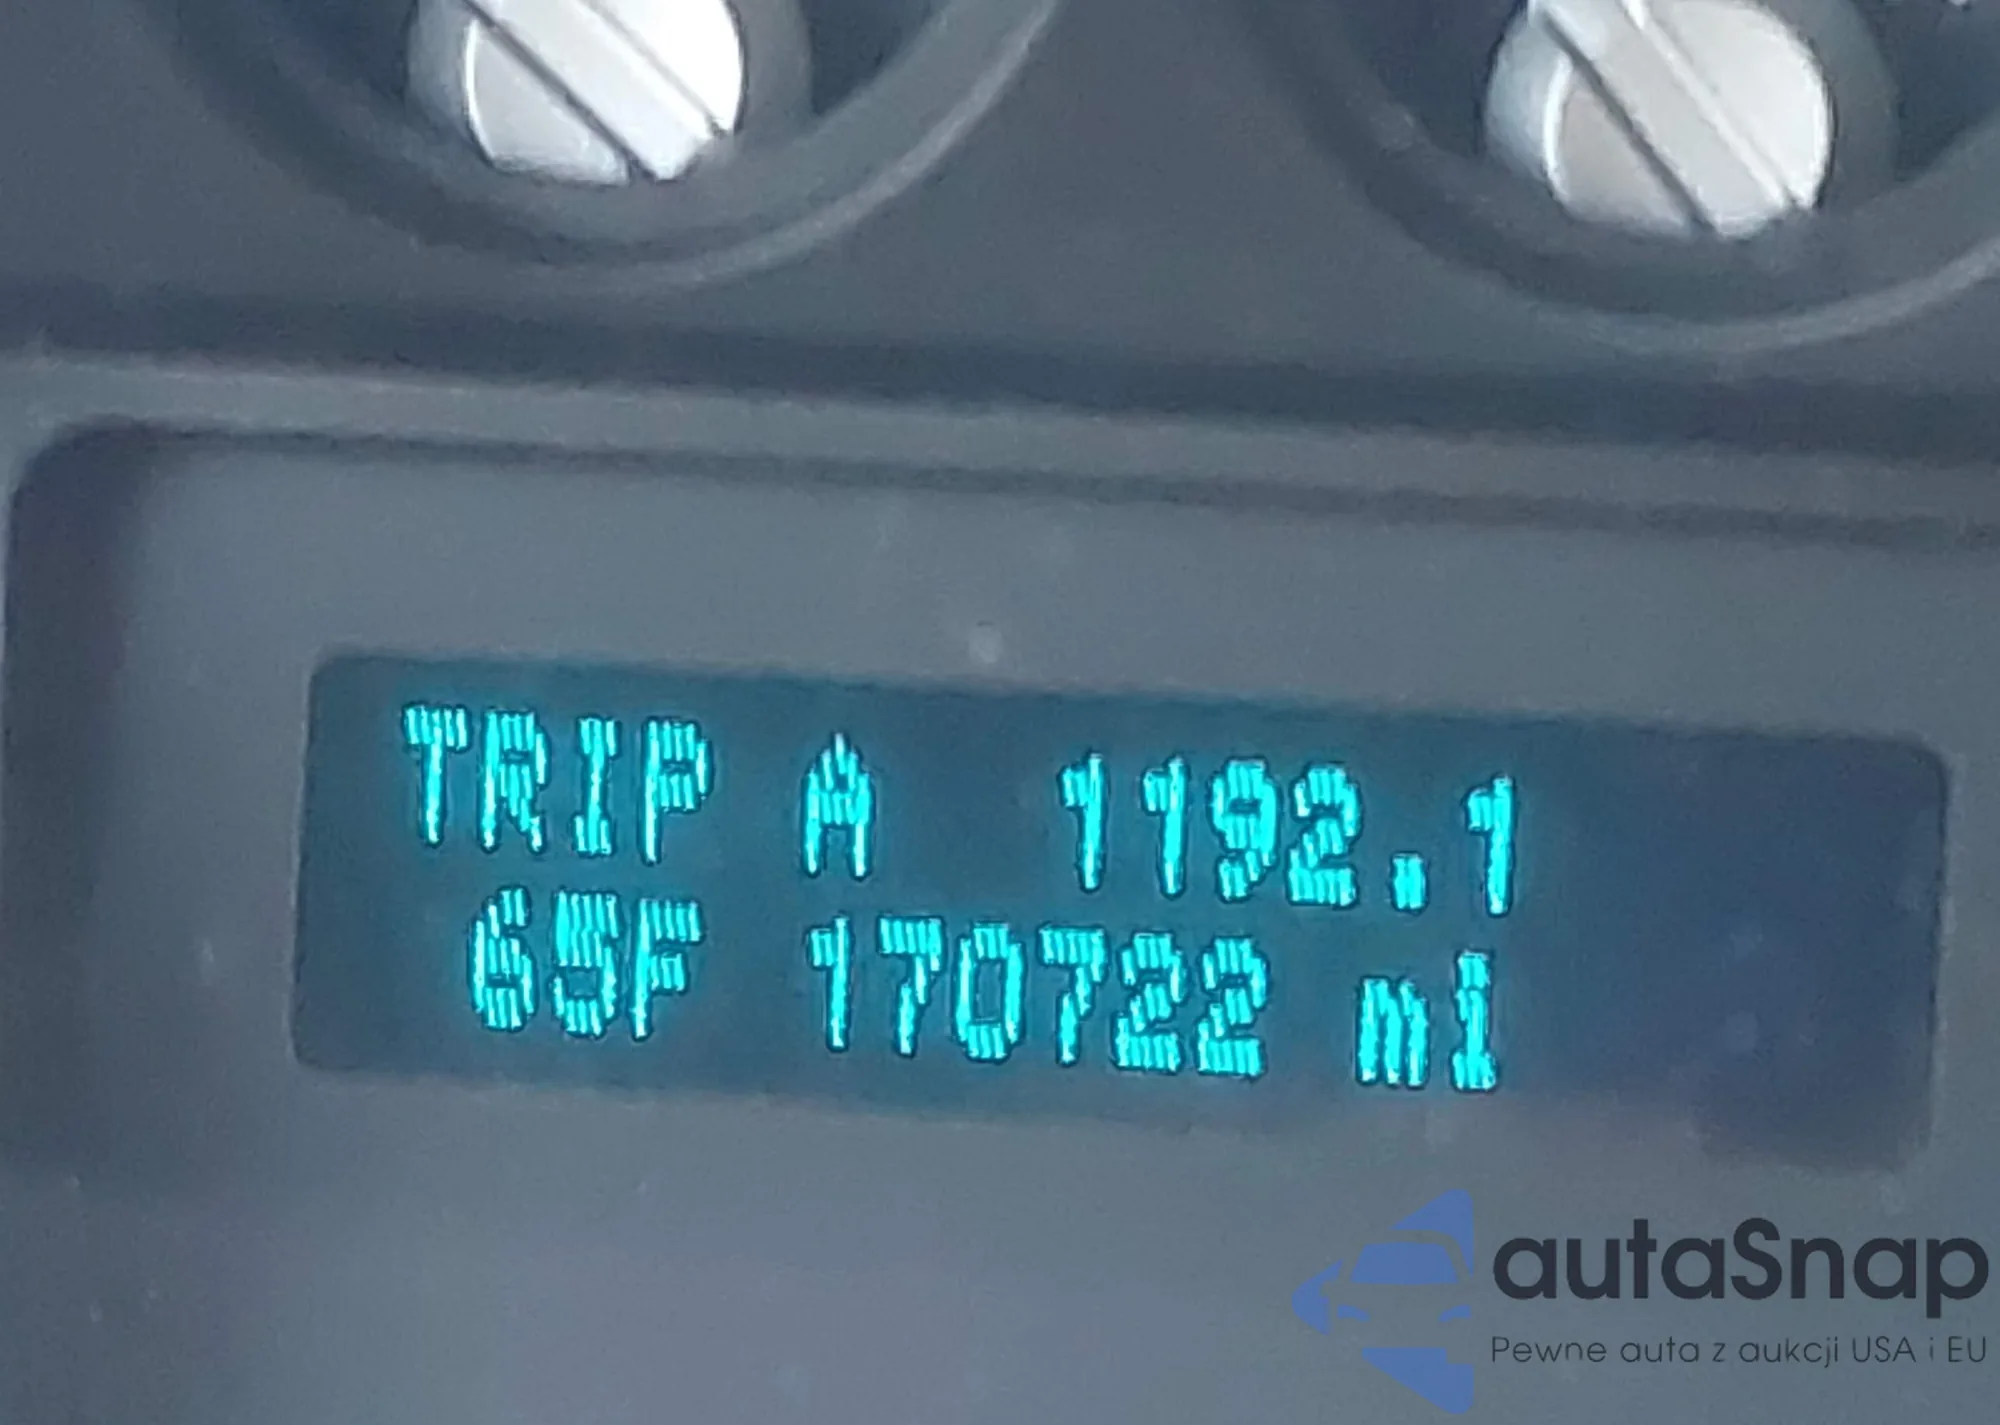 TRIP A 1192.1
65F 170722 mi
autaSnap
Pewne auta z aukcji USA i EU